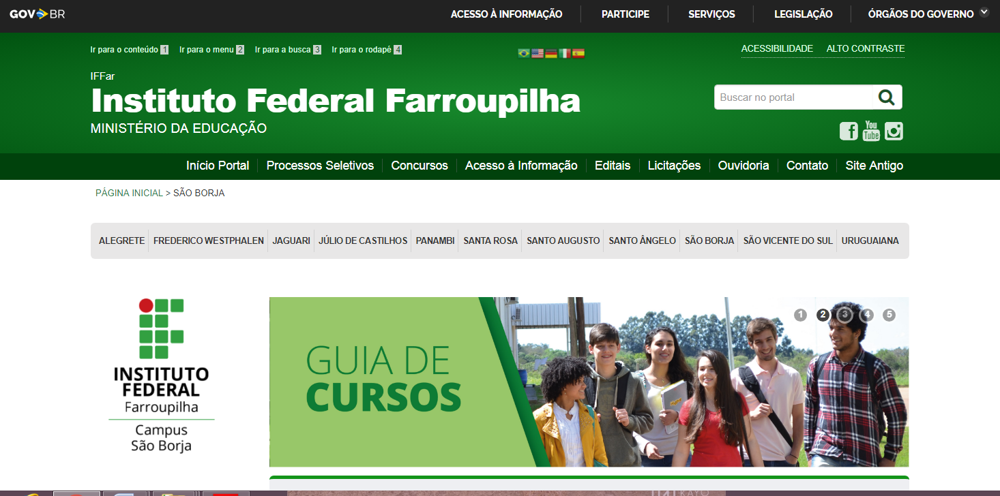 GOV BR
ACESSO À INFORMAÇÃO PARTICIPE SERVIÇOS LEGISLAÇÃO ÓRGÃOS DO GOVERNO
Ir para o conteúdo 1 Ir para o menu 2 Ir para a busca 3 Ir para o rodapé 4
ACESSIBILIDADE ALTO CONTRASTE
IFFar
Instituto Federal Farroupilha
MINISTÉRIO DA EDUCAÇÃO
Buscar no portal
You Tube
Início Portal Processos Seletivos Concursos Acesso à Informação Editais Licitações Ouvidoria Contato Site Antigo
PÁGINA INICIAL > SÃO BORJA
ALEGRETE FREDERICO WESTPHALEN JAGUARI JÚLIO DE CASTILHOS PANAMBI SANTA ROSA SANTO AUGUSTO SANTO ÂNGELO SÃO BORJA SÃO VICENTE DO SUL URUGUAIANA
INSTITUTO
FEDERAL
Farroupilha
Campus
São Borja
1 2 3 4 5
GUIA DE
CURSOS